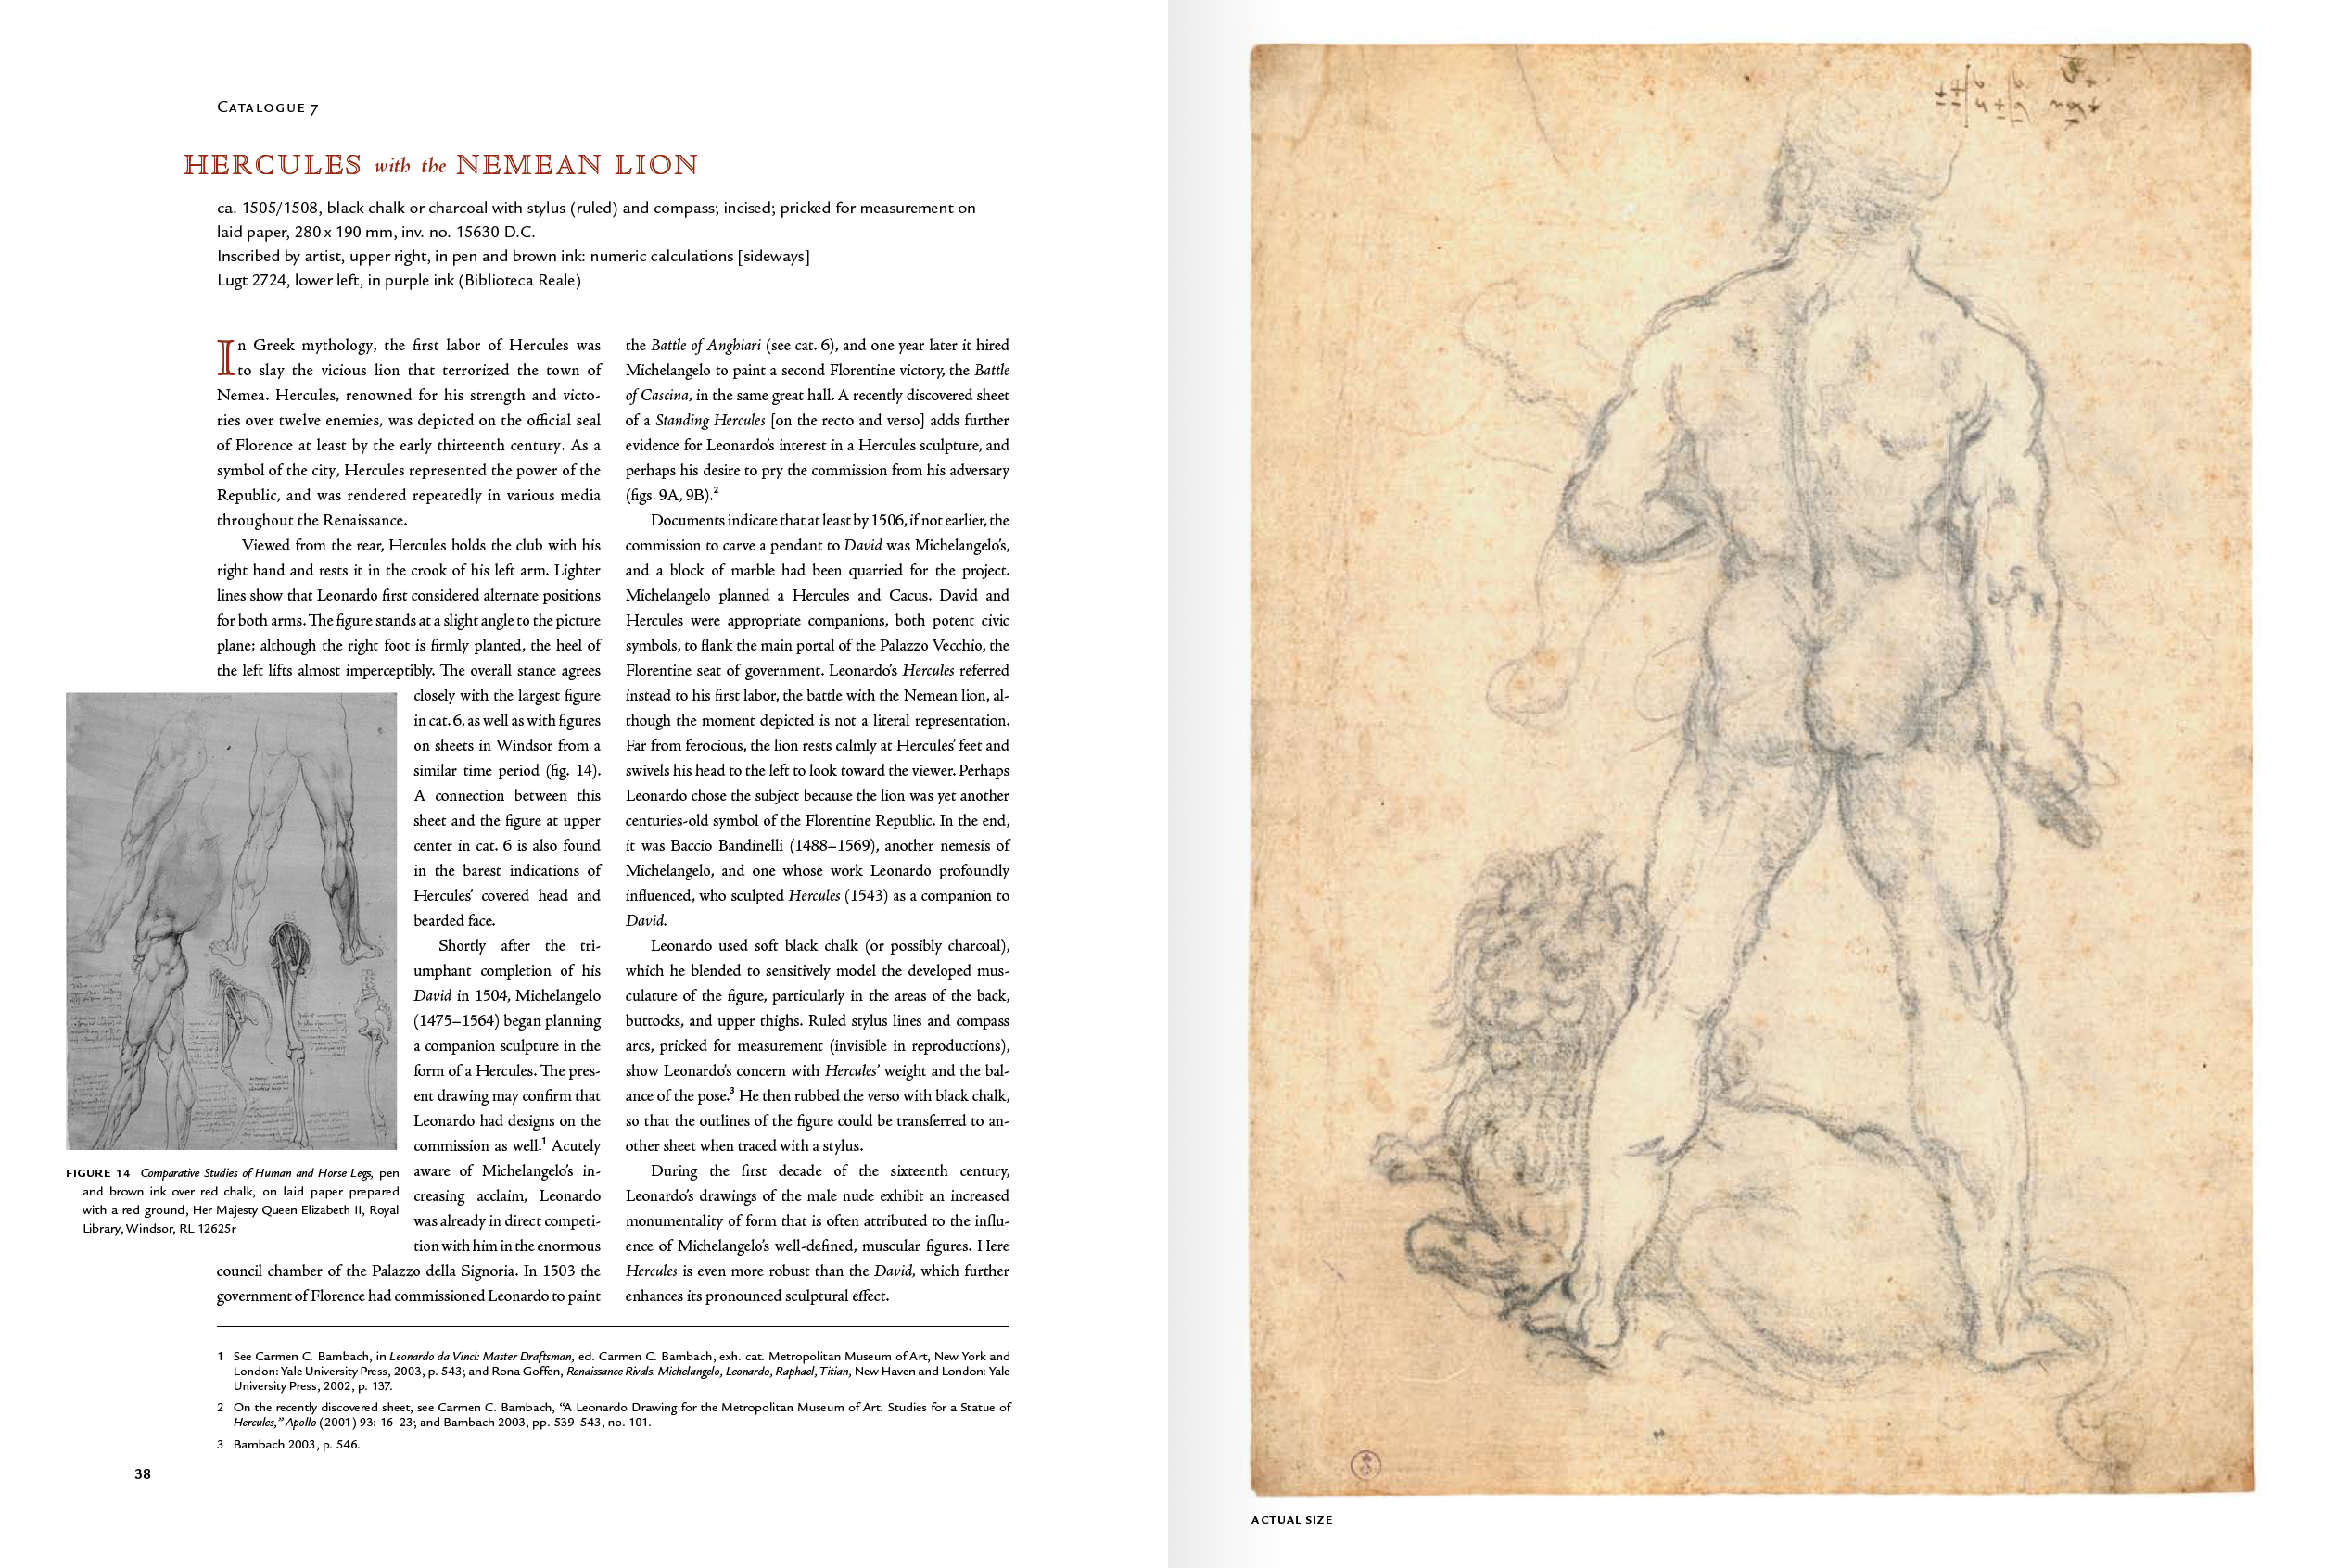 CATALOGUE 7
HERCULES with the NEMEAN LION
ca. 1505/1508, black chalk or charcoal with stylus (ruled) and compass; incised; pricked for measurement on
laid paper, 280 x 190 mm, inv. no. 15630 D.C.
Inscribed by artist, upper right, in pen and brown ink: numeric calculations [sideways]
Lugt 2724, lower left, in purple ink (Biblioteca Reale)
In Greek mythology, the first labor of Hercules was
to slay the vicious lion that terrorized the town of
Nemea. Hercules, renowned for his strength and victo-
ries over twelve enemies, was depicted on the official seal
of Florence at least by the early thirteenth century. As a
symbol of the city, Hercules represented the power of the
Republic, and was rendered repeatedly in various media
throughout the Renaissance.
Viewed from the rear, Hercules holds the club with his
right hand and rests it in the crook of his left arm. Lighter
lines show that Leonardo first considered alternate positions
for both arms. The figure stands at a slight angle to the picture
plane; although the right foot is firmly planted, the heel of
the left lifts almost imperceptibly. The overall stance agrees
closely with the largest figure
in cat. 6, as well as with figures
on sheets in Windsor from a
similar time period (fig. 14).
A connection between this
sheet and the figure at upper
center in cat. 6 is also found
in the barest indications of
Hercules' covered head and
bearded face.
Shortly after the tri-
umphant completion of his
David in 1504, Michelangelo
(1475–1564) began planning
a companion sculpture in the
form of a Hercules. The pres-
ent drawing may confirm that
Leonardo had designs on the
commission as well.1 Acutely
aware of Michelangelo's in-
creasing acclaim, Leonardo
was already in direct competi-
tion with him in the enormous
council chamber of the Palazzo della Signoria. In 1503 the
government of Florence had commissioned Leonardo to paint
FIGURE 14 Comparative Studies of Human and Horse Legs, pen
and brown ink over red chalk, on laid paper prepared
with a red ground, Her Majesty Queen Elizabeth II, Royal
Library, Windsor, RL 12625r
the Battle of Anghiari (see cat. 6), and one year later it hired
Michelangelo to paint a second Florentine victory, the Battle
of Cascina, in the same great hall. A recently discovered sheet
of a Standing Hercules [on the recto and verso] adds further
evidence for Leonardo's interest in a Hercules sculpture, and
perhaps his desire to pry the commission from his adversary
(figs. 9A, 9B).2
Documents indicate that at least by 1506, if not earlier, the
commission to carve a pendant to David was Michelangelo's,
and a block of marble had been quarried for the project.
Michelangelo planned a Hercules and Cacus. David and
Hercules were appropriate companions, both potent civic
symbols, to flank the main portal of the Palazzo Vecchio, the
Florentine seat of government. Leonardo's Hercules referred
instead to his first labor, the battle with the Nemean lion, al-
though the moment depicted is not a literal representation.
Far from ferocious, the lion rests calmly at Hercules' feet and
swivels his head to the left to look toward the viewer. Perhaps
Leonardo chose the subject because the lion was yet another
centuries-old symbol of the Florentine Republic. In the end,
it was Baccio Bandinelli (1488–1569), another nemesis of
Michelangelo, and one whose work Leonardo profoundly
influenced, who sculpted Hercules (1543) as a companion to
David.
Leonardo used soft black chalk (or possibly charcoal),
which he blended to sensitively model the developed mus-
culature of the figure, particularly in the areas of the back,
buttocks, and upper thighs. Ruled stylus lines and compass
arcs, pricked for measurement (invisible in reproductions),
show Leonardo's concern with Hercules' weight and the bal-
ance of the pose.3 He then rubbed the verso with black chalk,
so that the outlines of the figure could be transferred to an-
other sheet when traced with a stylus.
During the first decade of the sixteenth century,
Leonardo's drawings of the male nude exhibit an increased
monumentality of form that is often attributed to the influ-
ence of Michelangelo's well-defined, muscular figures. Here
Hercules is even more robust than the David, which further
enhances its pronounced sculptural effect.
1 See Carmen C. Bambach, in Leonardo da Vinci: Master Draftsman, ed. Carmen C. Bambach, exh. cat. Metropolitan Museum of Art, New York and
London: Yale University Press, 2003, p. 543; and Rona Goffen, Renaissance Rivals. Michelangelo, Leonardo, Raphael, Titian, New Haven and London: Yale
University Press, 2002, p. 137.
2 On the recently discovered sheet, see Carmen C. Bambach, “A Leonardo Drawing for the Metropolitan Museum of Art. Studies for a Statue of
Hercules,” Apollo (2001) 93: 16–23; and Bambach 2003, pp. 539–543, no. 101.
3 Bambach 2003, p. 546.
38
ACTUAL SIZE